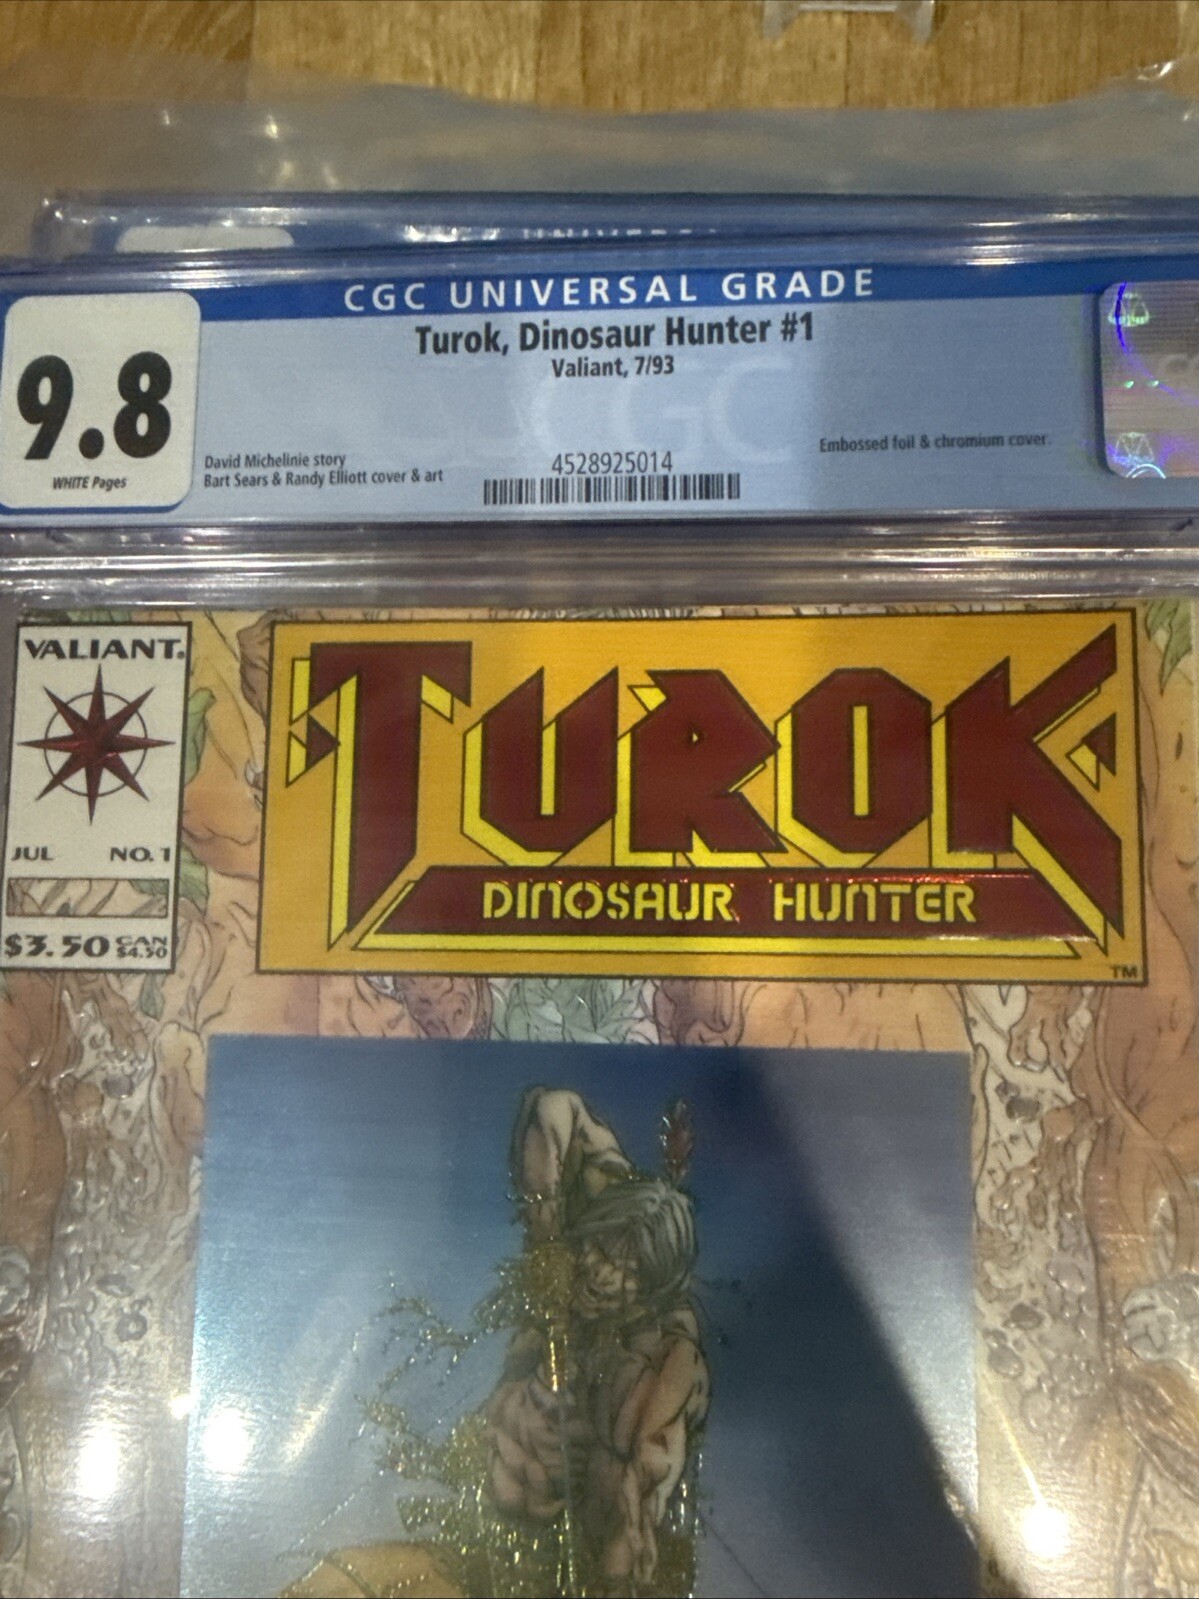 UNIVERSA
CGC UNIVERSAL GRADE
9.8
WHITE Pages
Turok, Dinosaur Hunter #1
Valiant, 7/93
David Michelinie story
Bart Sears & Randy Elliott cover & art
4528925014
Embossed foil & chromium cover.
CGC
VALIANT.
JUL NO. 1
$3.50 CAN $4.50
TUROK
DINOSAUR HUNTER
TM